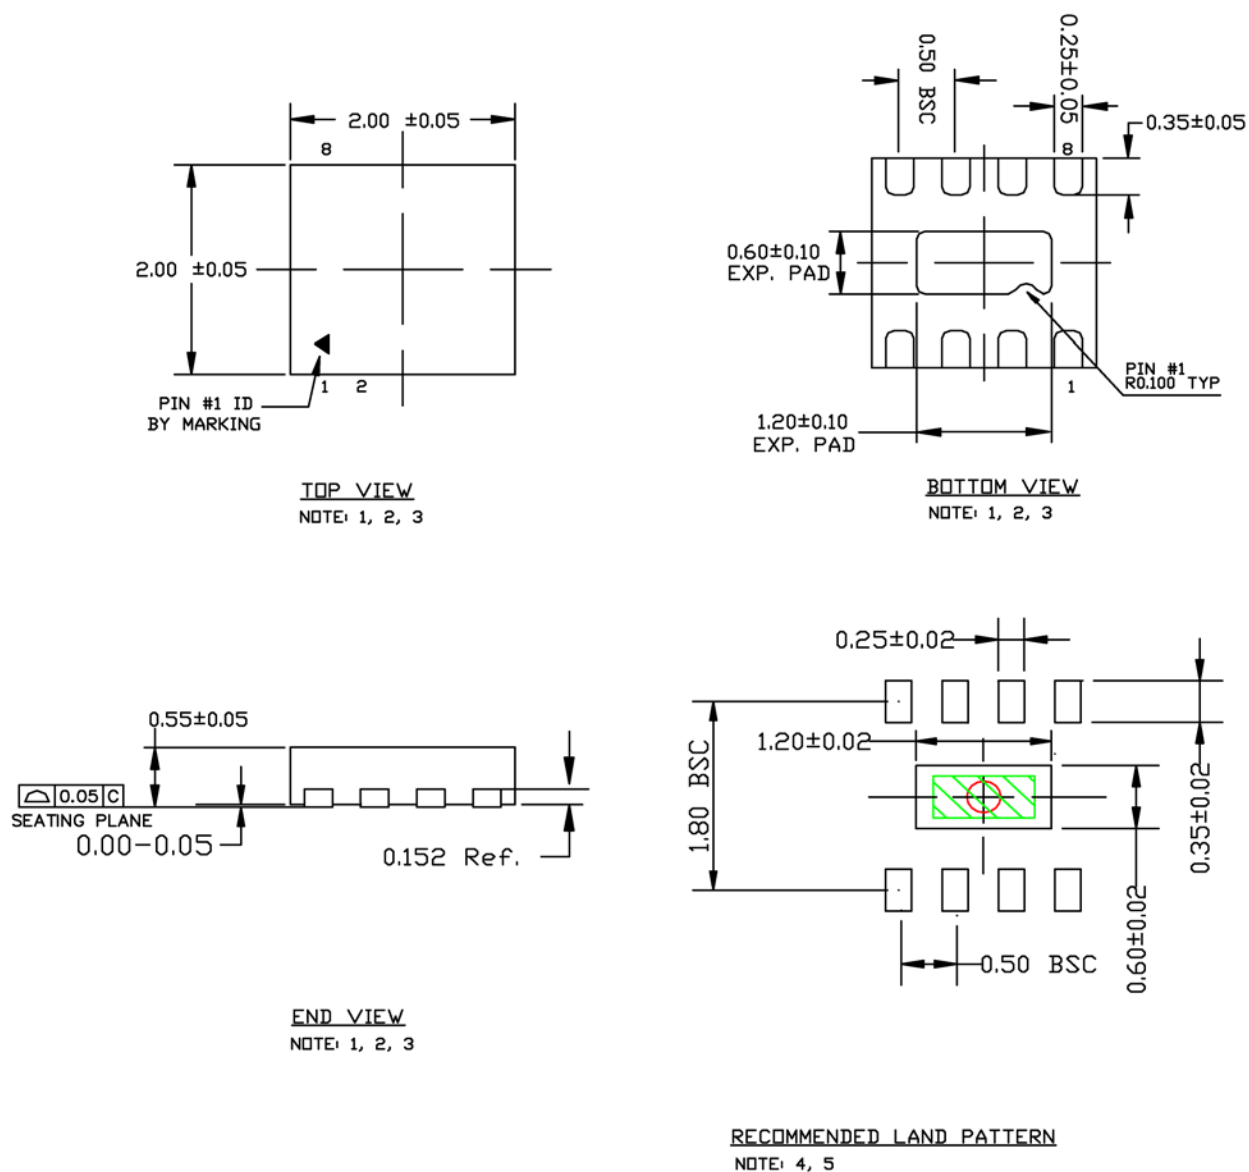 2.00 ±0.05
8
2.00 ±0.05
1 2
PIN #1 ID
BY MARKING
TOP VIEW
NOTE: 1, 2, 3
0.50 BSC
0.25±0.05
0.35±0.05
8
0.60±0.10
EXP. PAD
PIN #1
R0.100 TYP
1
1.20±0.10
EXP. PAD
BOTTOM VIEW
NOTE: 1, 2, 3
0.55±0.05
0.05 C
SEATING PLANE
0.00-0.05
0.152 Ref.
END VIEW
NOTE: 1, 2, 3
0.25±0.02
1.20±0.02
1.80 BSC
0.35±0.02
0.60±0.02
0.50 BSC
RECOMMENDED LAND PATTERN
NOTE: 4, 5